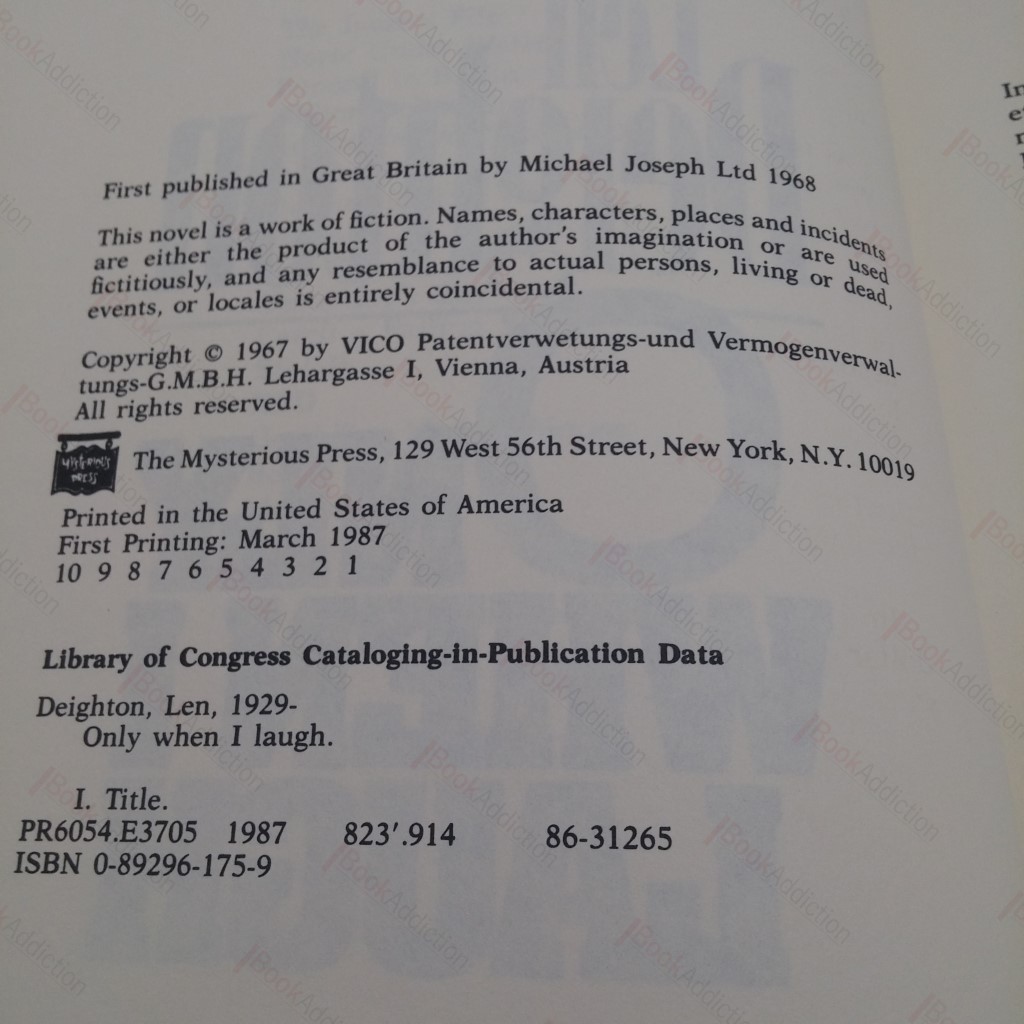 First published in Great Britain by Michael Joseph Ltd 1968
This novel is a work of fiction. Names, characters, places and incidents
are either the product of the author's imagination or are used
fictitiously, and any resemblance to actual persons, living or dead,
events, or locales is entirely coincidental.
Copyright © 1967 by VICO Patentverwetungs-und Vermogenverwal-
tungs-G.M.B.H. Lehargasse I, Vienna, Austria
All rights reserved.
MYSTERIOUS
PRESS
The Mysterious Press, 129 West 56th Street, New York, N.Y. 10019
Printed in the United States of America
First Printing: March 1987
10 9 8 7 6 5 4 3 2 1
Library of Congress Cataloging-in-Publication Data
Deighton, Len, 1929-
Only when I laugh.
I. Title.
PR6054.E3705 1987 823'.914 86-31265
ISBN 0-89296-175-9
BookAddiction